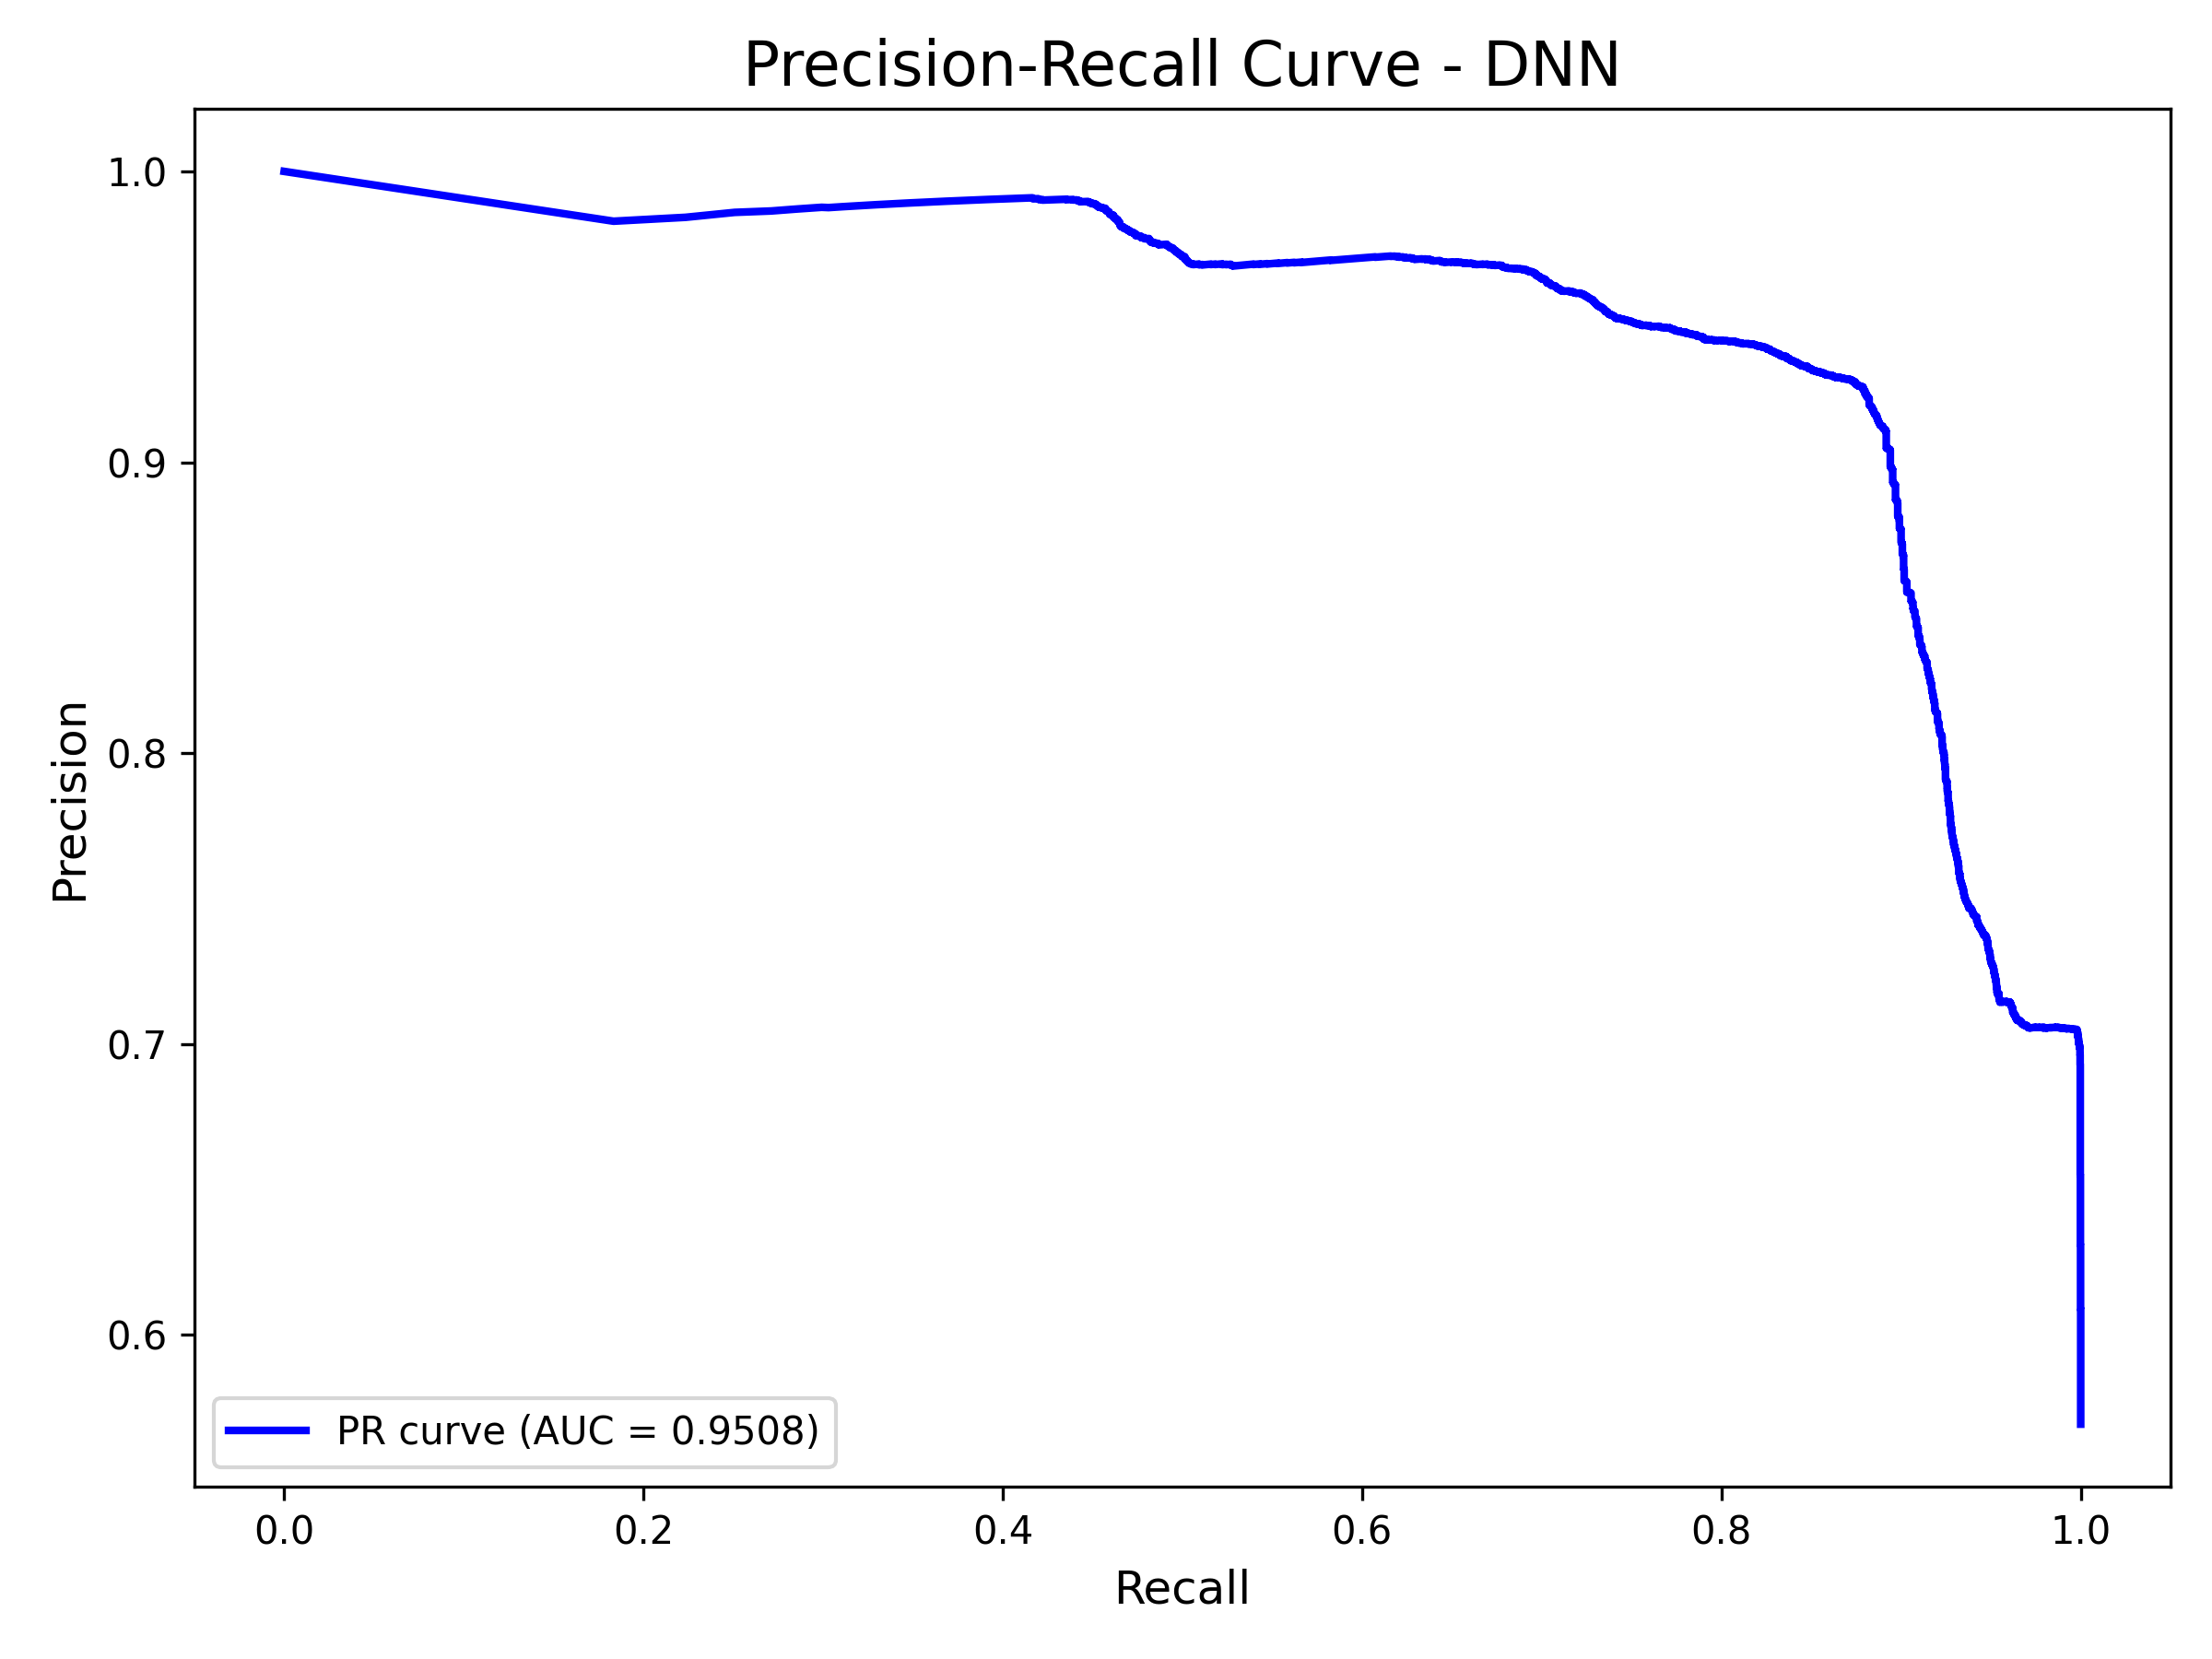 Precision-Recall Curve - DNN
1.0
0.9
0.8
0.7
0.6
Precision
PR curve (AUC = 0.9508)
0.0 0.2 0.4 0.6 0.8 1.0
Recall